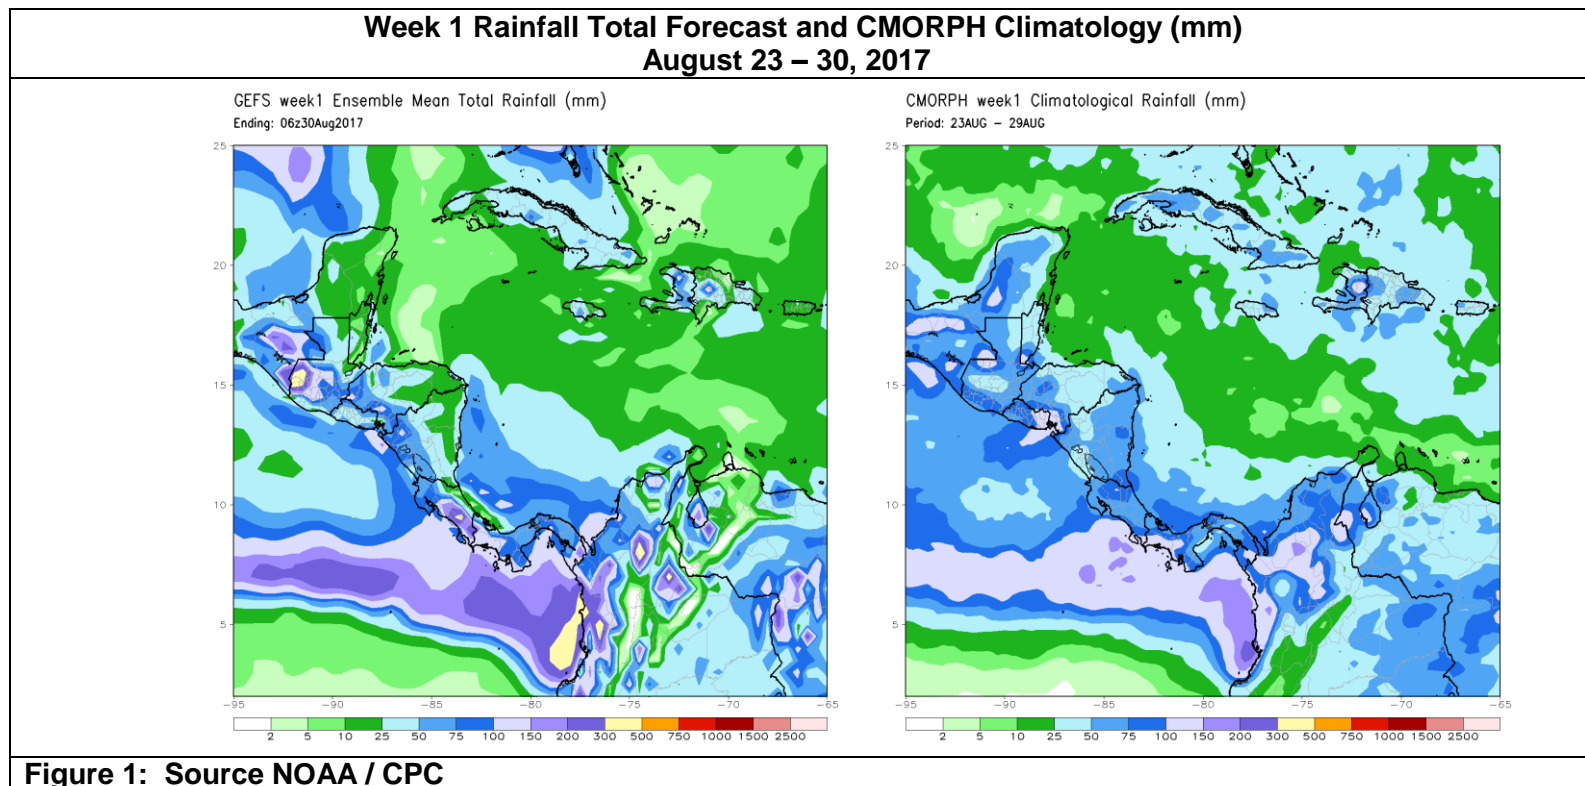 Week 1 Rainfall Total Forecast and CMORPH Climatology (mm)
August 23 – 30, 2017
GEFS week1 Ensemble Mean Total Rainfall (mm)
Ending: 06z30Aug2017
25
20
15
10
5
-95 -90 -85 -80 -75 -70 -65
2 5 10 25 50 75 100 150 200 300 500 750 1000 1500 2500
CMORPH week1 Climatological Rainfall (mm)
Period: 23AUG – 29AUG
25
20
15
10
5
-95 -90 -85 -80 -75 -70 -65
2 5 10 25 50 75 100 150 200 300 500 750 1000 1500 2500
Figure 1: Source NOAA / CPC